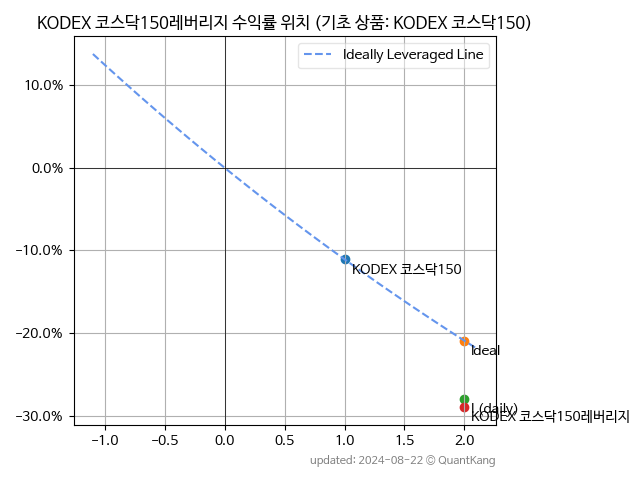 KODEX 코스닥150레버리지 수익률 위치 (기초 상품: KODEX 코스닥150)
Ideally Leveraged Line
10.0%
0.0%
−10.0%
KODEX 코스닥150
−20.0%
Ideal
(daily)
−30.0%
KODEX 코스닥150레버리지
−1.0 −0.5 0.0 0.5 1.0 1.5 2.0
updated: 2024-08-22 © QuantKang